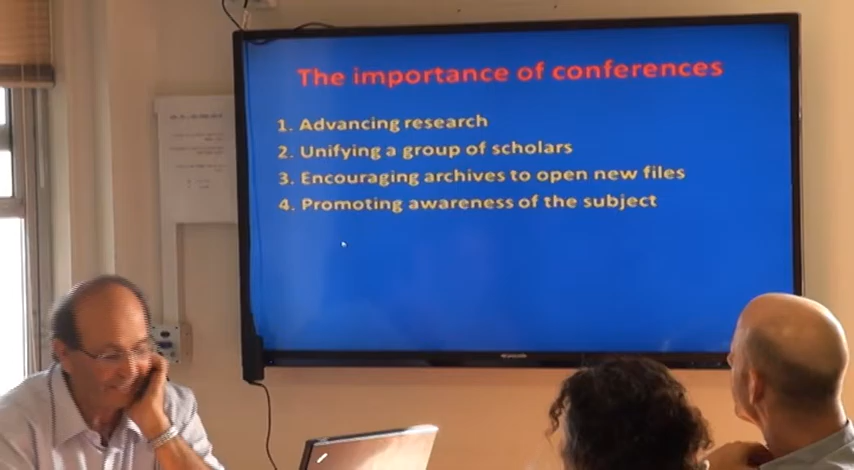 The importance of conferences
1. Advancing research
2. Unifying a group of scholars
3. Encouraging archives to open new files
4. Promoting awareness of the subject